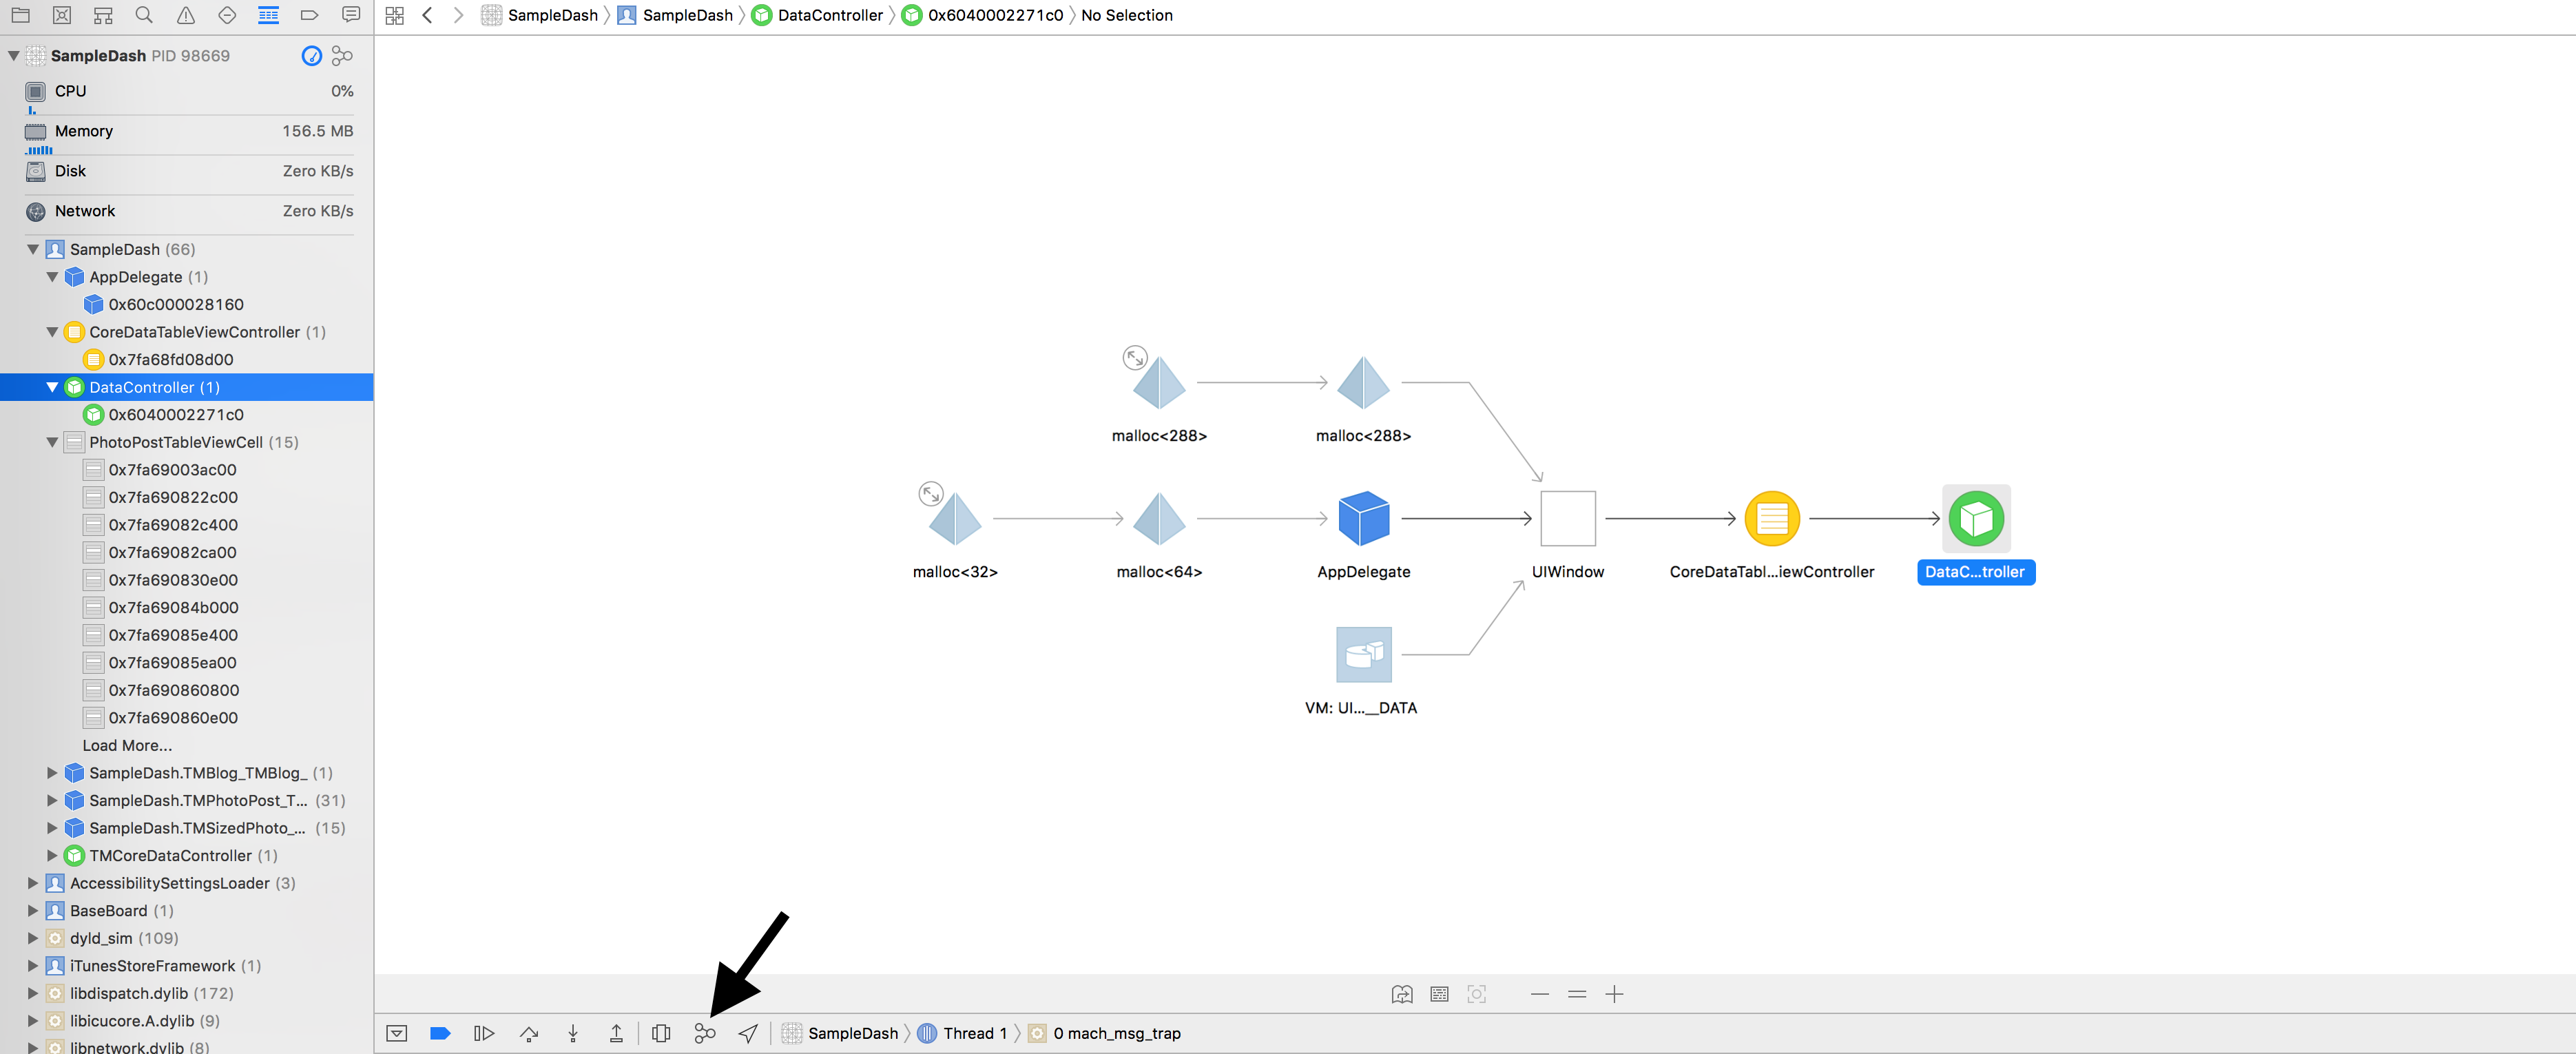 SampleDash SampleDash DataController 0x6040002271c0 No Selection
SampleDash PID 98669
CPU 0%
Memory 156.5 MB
Disk Zero KB/s
Network Zero KB/s
SampleDash (66)
AppDelegate (1)
0x60c000028160
CoreDataTableViewController (1)
0x7fa68fd08d00
DataController (1)
0x6040002271c0
PhotoPostTableViewCell (15)
0x7fa69003ac00
0x7fa690822c00
0x7fa69082c400
0x7fa69082ca00
0x7fa690830e00
0x7fa69084b000
0x7fa69085e400
0x7fa69085ea00
0x7fa690860800
0x7fa690860e00
Load More...
SampleDash.TMBlog_TMBlog_ (1)
SampleDash.TMPhotoPost_T... (31)
SampleDash.TMSizedPhoto_... (15)
TMCoreDataController (1)
AccessibilitySettingsLoader (3)
BaseBoard (1)
dyld_sim (109)
iTunesStoreFramework (1)
libdispatch.dylib (172)
libicucore.A.dylib (9)
libnetwork.dylib (8)
malloc<288> malloc<288>
malloc<32> malloc<64> AppDelegate UIWindow CoreDataTabl...iewController DataC...troller
VM: UI...__DATA
SampleDash Thread 1 0 mach_msg_trap